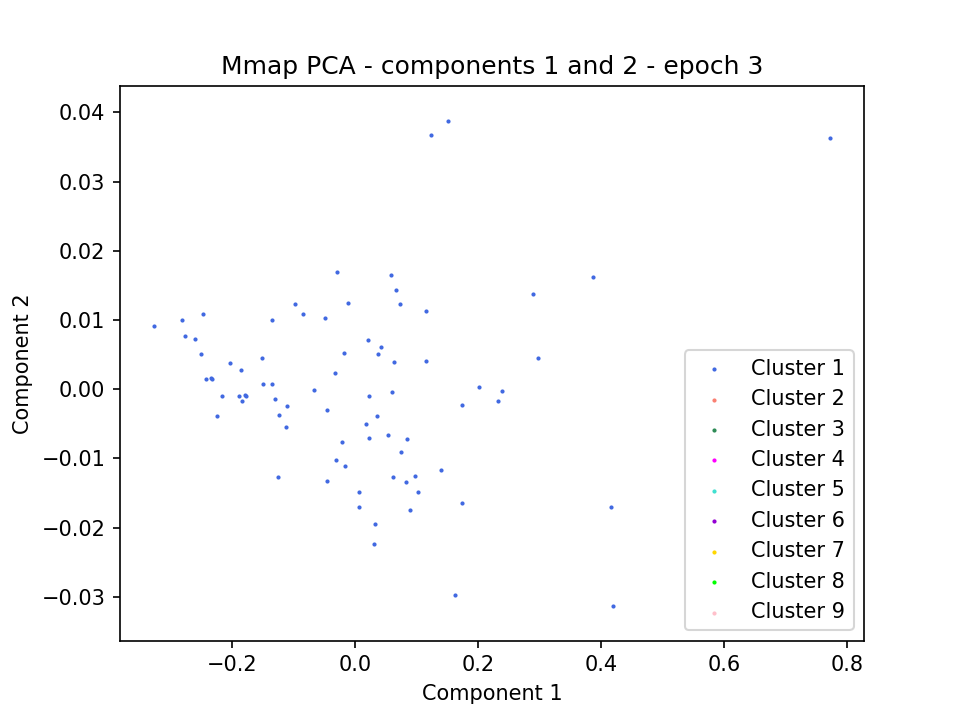 Mmap PCA - components 1 and 2 - epoch 3
0.04
0.03
0.02
0.01
0.00
−0.01
−0.02
−0.03
Component 2
−0.2
0.0
0.2
0.4
0.6
0.8
Component 1
Cluster 1
Cluster 2
Cluster 3
Cluster 4
Cluster 5
Cluster 6
Cluster 7
Cluster 8
Cluster 9